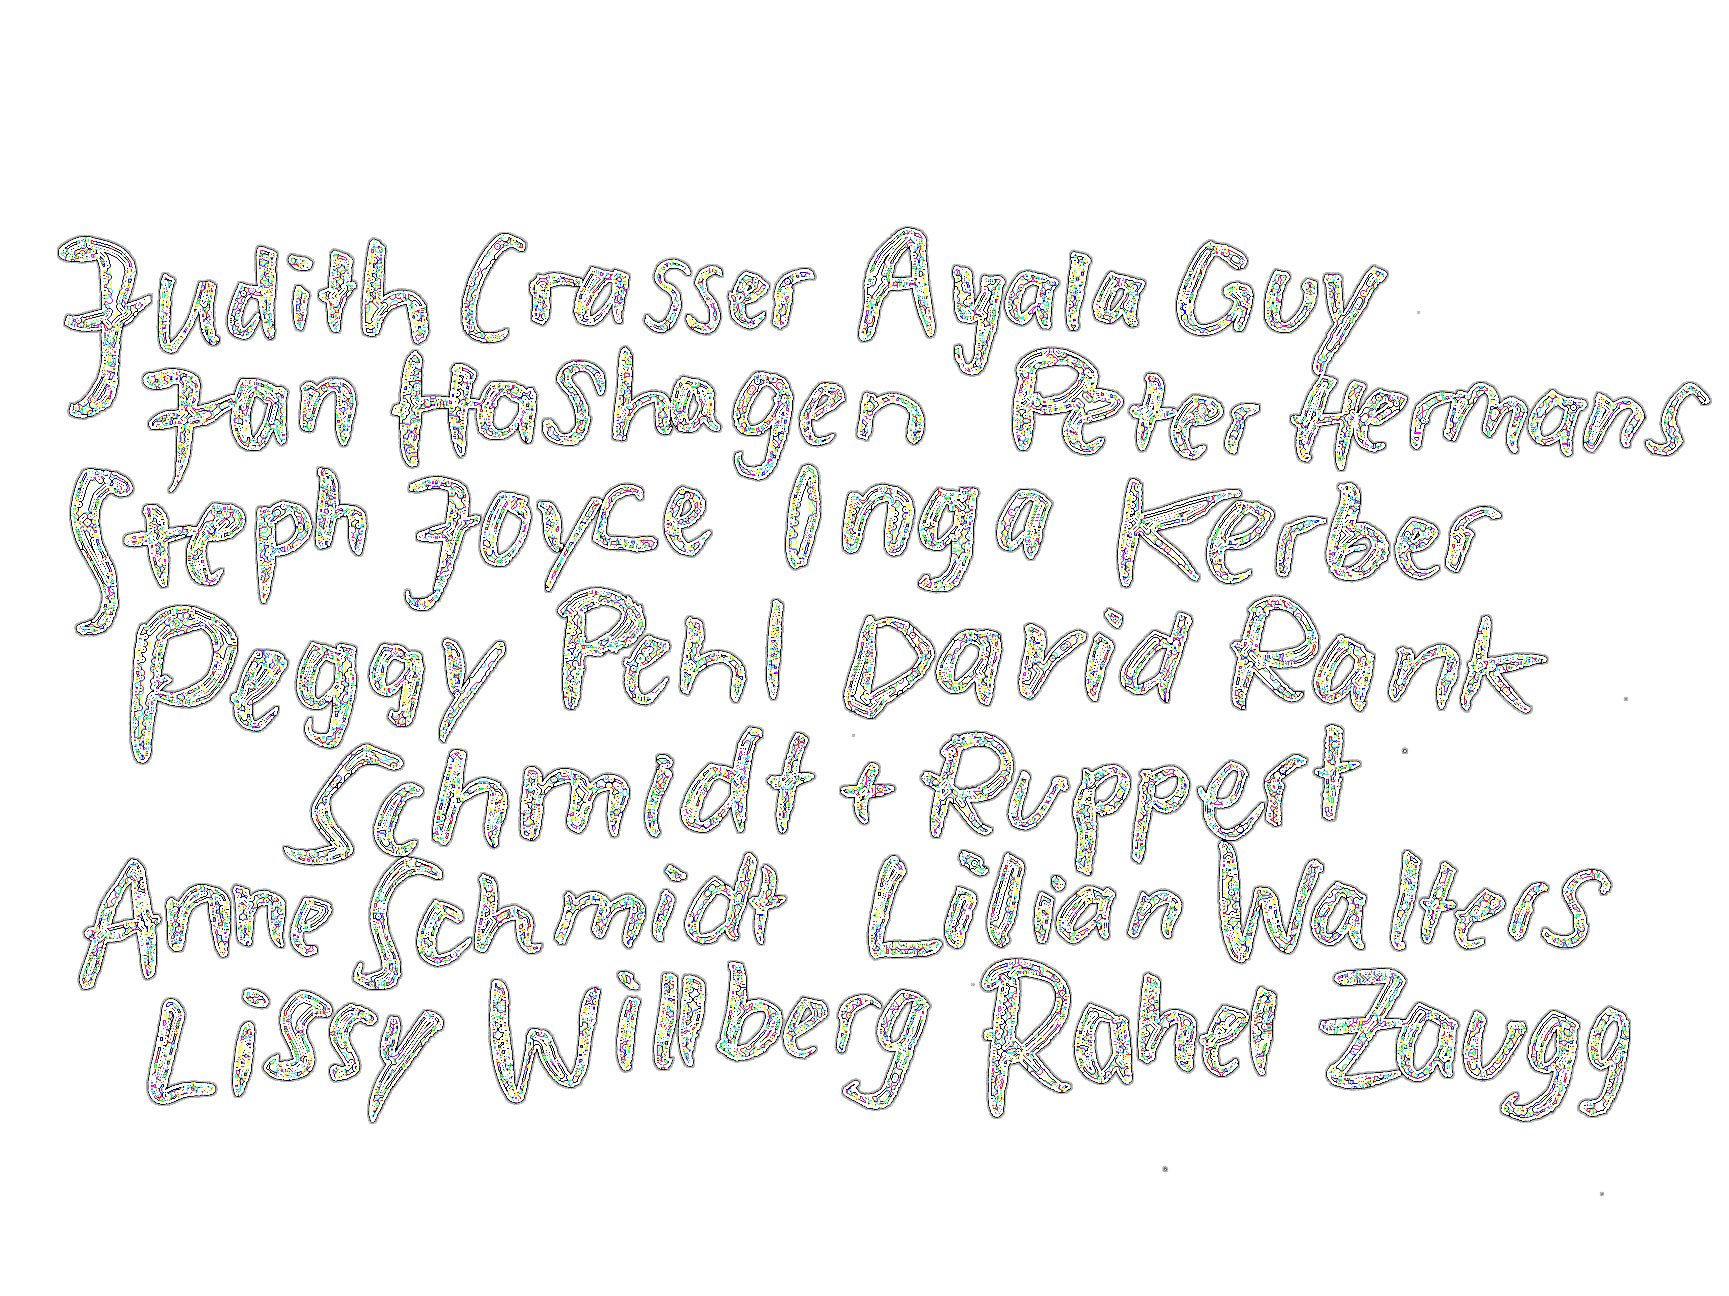 Judith Crasser Ayala Guy
Jan Hashagen Peter Hermans
Steph Joyce Inga Kerber
Peggy Pehl David Rank
Schmidt + Ruppert
Anne Schmidt Lilian Walters
Lissy Willberg Rahel Zaugg